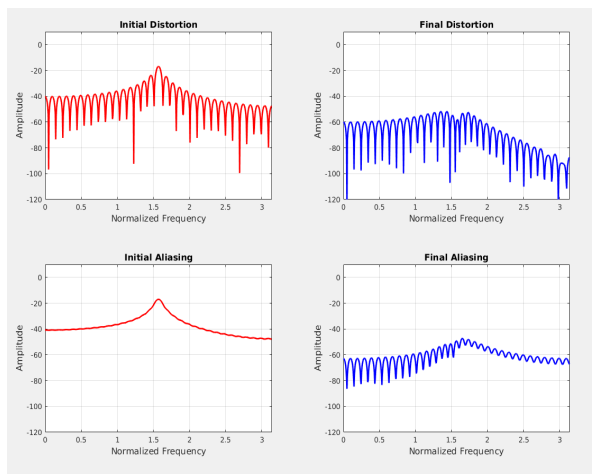 Initial Distortion
Final Distortion
0
-20
-40
-60
-80
-100
-120
Amplitude
0 0.5 1 1.5 2 2.5 3
Normalized Frequency
0
-20
-40
-60
-80
-100
-120
Amplitude
0 0.5 1 1.5 2 2.5 3
Normalized Frequency
Initial Aliasing
Final Aliasing
0
-20
-40
-60
-80
-100
-120
Amplitude
0 0.5 1 1.5 2 2.5 3
Normalized Frequency
0
-20
-40
-60
-80
-100
-120
Amplitude
0 0.5 1 1.5 2 2.5 3
Normalized Frequency